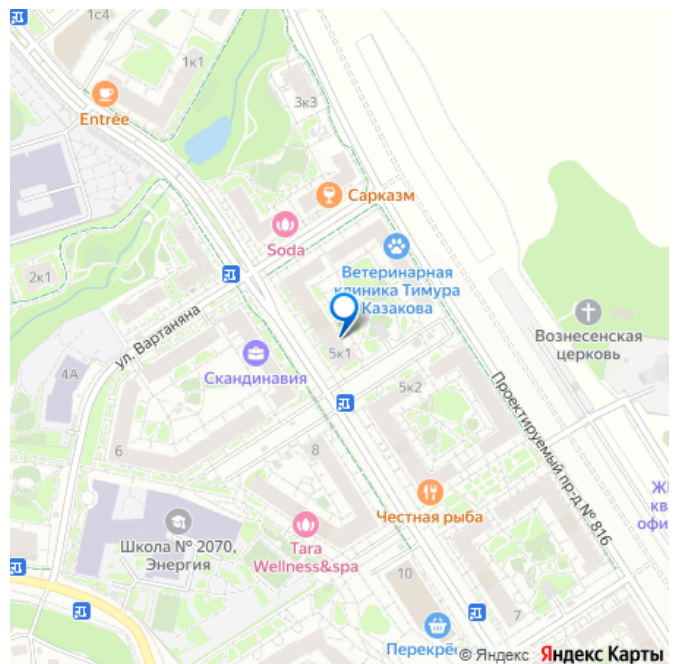 1с4
1к1
Entrée
3к3
Сарказм
Soda
2к1
Ветеринарная
клиника Тимура
Казакова
ул. Вартаняна
Вознесенская
церковь
5к1
Скандинавия
4А
5к2
Проектируемый пр-д № 816
6
8
Честная рыба
Школа № 2070,
Энергия
Tara
Wellness&spa
10
7
Перекрё
© Яндекс
Яндекс Карты